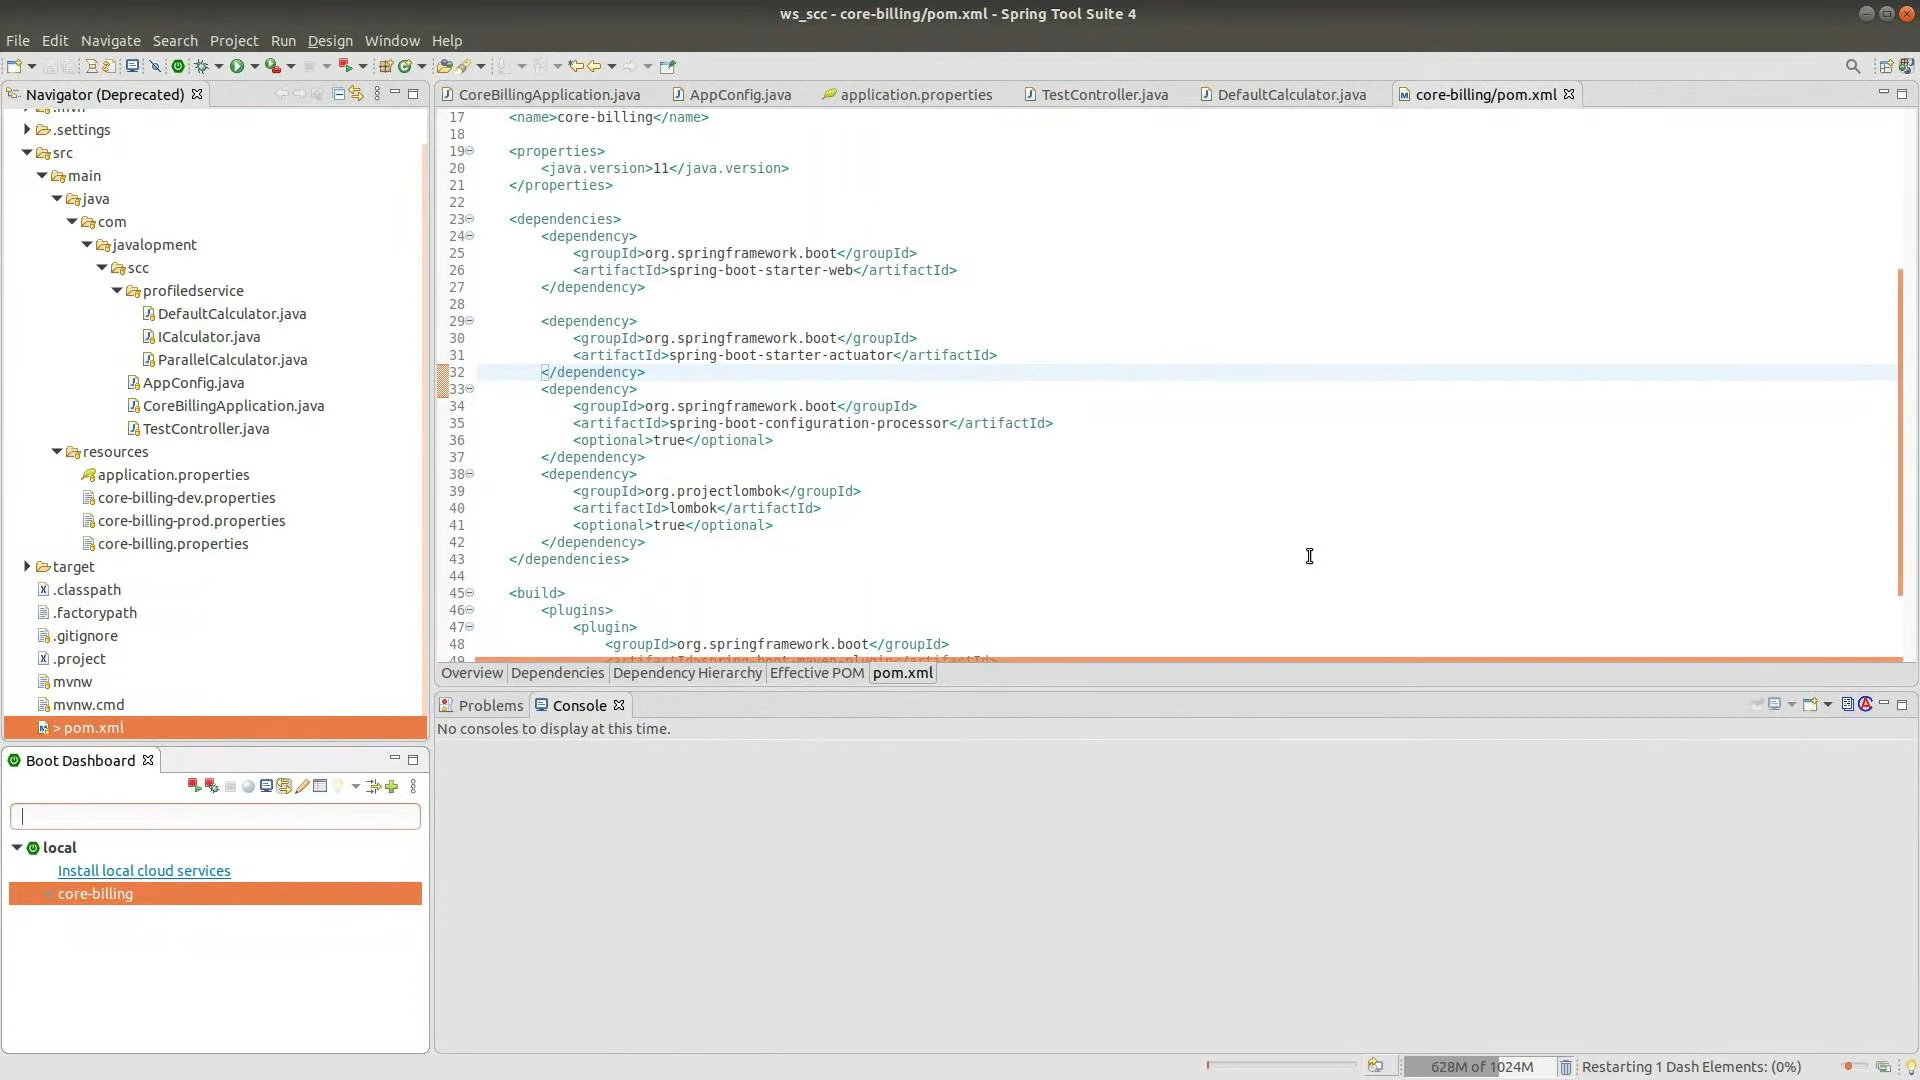 ws_scc - core-billing/pom.xml - Spring Tool Suite 4
File Edit Navigate Search Project Run Design Window Help
Navigator (Deprecated)
.settings
src
main
java
com
javalopment
scc
profiledservice
DefaultCalculator.java
ICalculator.java
ParallelCalculator.java
AppConfig.java
CoreBillingApplication.java
TestController.java
resources
application.properties
core-billing-dev.properties
core-billing-prod.properties
core-billing.properties
target
.classpath
.factorypath
.gitignore
.project
mvnw
mvnw.cmd
> pom.xml
CoreBillingApplication.java AppConfig.java application.properties TestController.java DefaultCalculator.java core-billing/pom.xml
17 <name>core-billing</name>
18
19 <properties>
20 <java.version>11</java.version>
21 </properties>
22
23 <dependencies>
24 <dependency>
25 <groupId>org.springframework.boot</groupId>
26 <artifactId>spring-boot-starter-web</artifactId>
27 </dependency>
28
29 <dependency>
30 <groupId>org.springframework.boot</groupId>
31 <artifactId>spring-boot-starter-actuator</artifactId>
32 </dependency>
33 <dependency>
34 <groupId>org.springframework.boot</groupId>
35 <artifactId>spring-boot-configuration-processor</artifactId>
36 <optional>true</optional>
37 </dependency>
38 <dependency>
39 <groupId>org.projectlombok</groupId>
40 <artifactId>lombok</artifactId>
41 <optional>true</optional>
42 </dependency>
43 </dependencies>
44
45 <build>
46 <plugins>
47 <plugin>
48 <groupId>org.springframework.boot</groupId>
49 <artifactId>spring-boot-maven-plugin</artifactId>
Overview Dependencies Dependency Hierarchy Effective POM pom.xml
Problems Console
No consoles to display at this time.
Boot Dashboard
local
Install local cloud services
core-billing
628M of 1024M Restarting 1 Dash Elements: (0%)